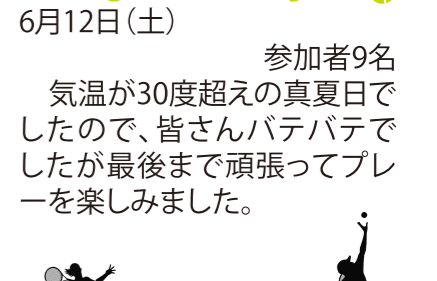 6月12日（土）
参加者9名
気温が30度超えの真夏日で
したので、皆さんバテバテで
したが最後まで頑張ってプレ
ーを楽しみました。